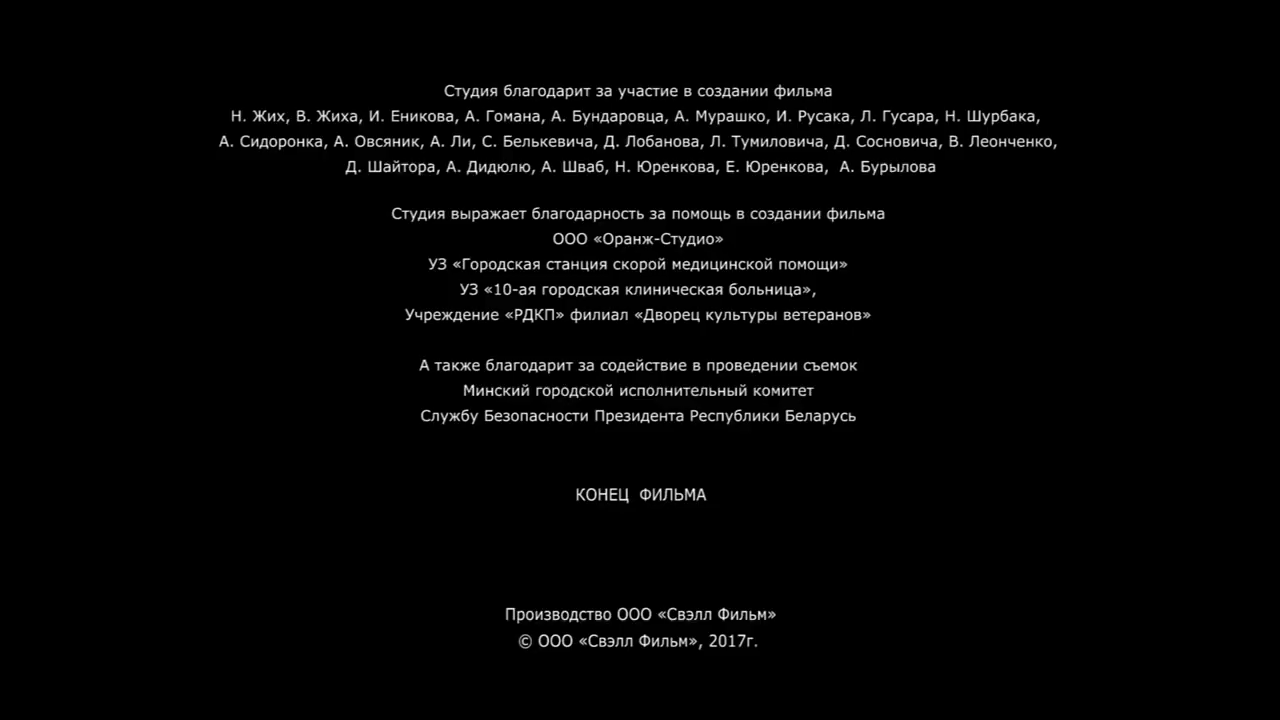 Студия благодарит за участие в создании фильма
Н. Жих, В. Жиха, И. Еникова, А. Гомана, А. Бундаровца, А. Мурашко, И. Русака, Л. Гусара, Н. Шурбака,
А. Сидоронка, А. Овсяник, А. Ли, С. Белькевича, Д. Лобанова, Л. Тумиловича, Д. Сосновича, В. Леонченко,
Д. Шайтора, А. Дидюлю, А. Шваб, Н. Юренкова, Е. Юренкова, А. Бурылова
Студия выражает благодарность за помощь в создании фильма
ООО «Оранж-Студио»
УЗ «Городская станция скорой медицинской помощи»
УЗ «10-ая городская клиническая больница»,
Учреждение «РДКП» филиал «Дворец культуры ветеранов»
А также благодарит за содействие в проведении съемок
Минский городской исполнительный комитет
Службу Безопасности Президента Республики Беларусь
КОНЕЦ ФИЛЬМА
Производство ООО «Свэлл Фильм»
© ООО «Свэлл Фильм», 2017г.